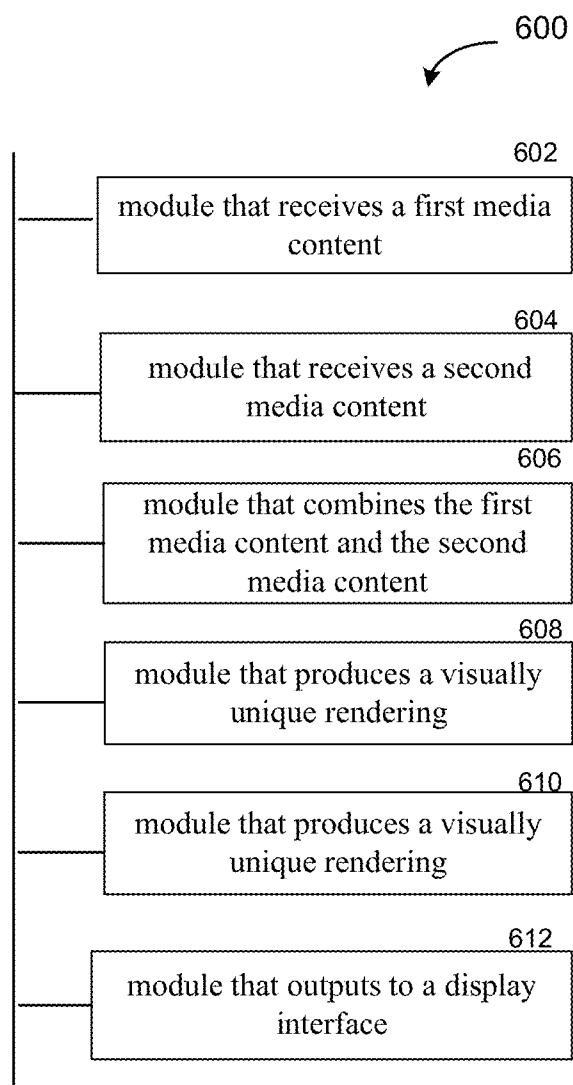 600
602
module that receives a first media
content
604
module that receives a second
media content
606
module that combines the first
media content and the second
media content
608
module that produces a visually
unique rendering
610
module that produces a visually
unique rendering
612
module that outputs to a display
interface